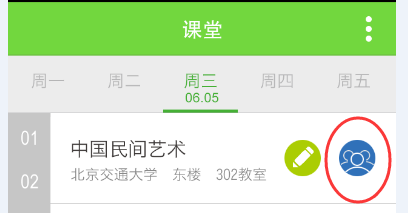 课堂
周一 周二 周三 周四 周五
06.05
01 中国民间艺术
02 北京交通大学 东楼 302教室